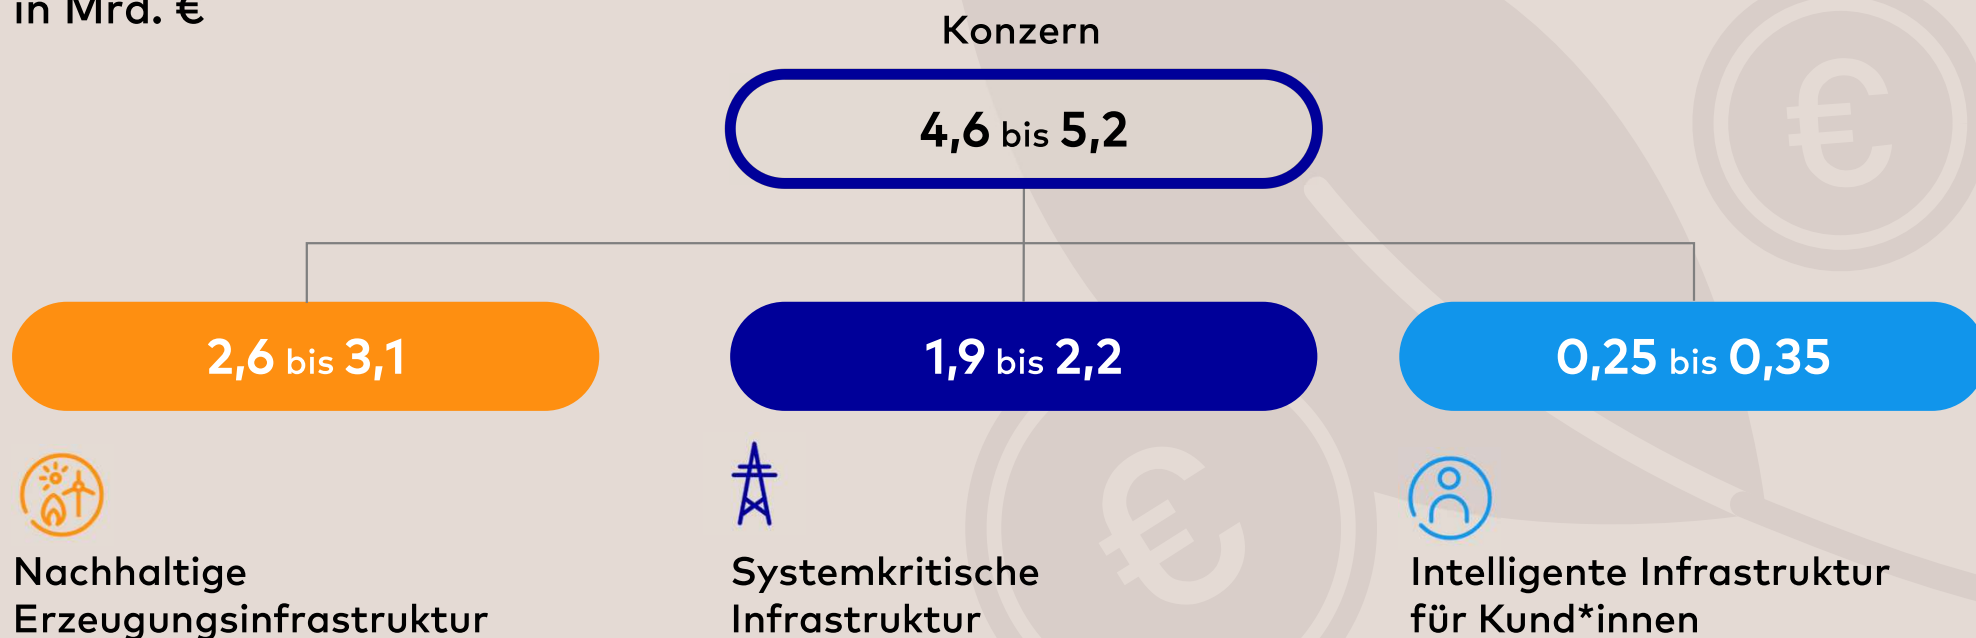 in Mrd. €
Konzern
4,6 bis 5,2
2,6 bis 3,1
1,9 bis 2,2
0,25 bis 0,35
Nachhaltige
Erzeugungsinfrastruktur
Systemkritische
Infrastruktur
Intelligente Infrastruktur
für Kund*innen
€
€